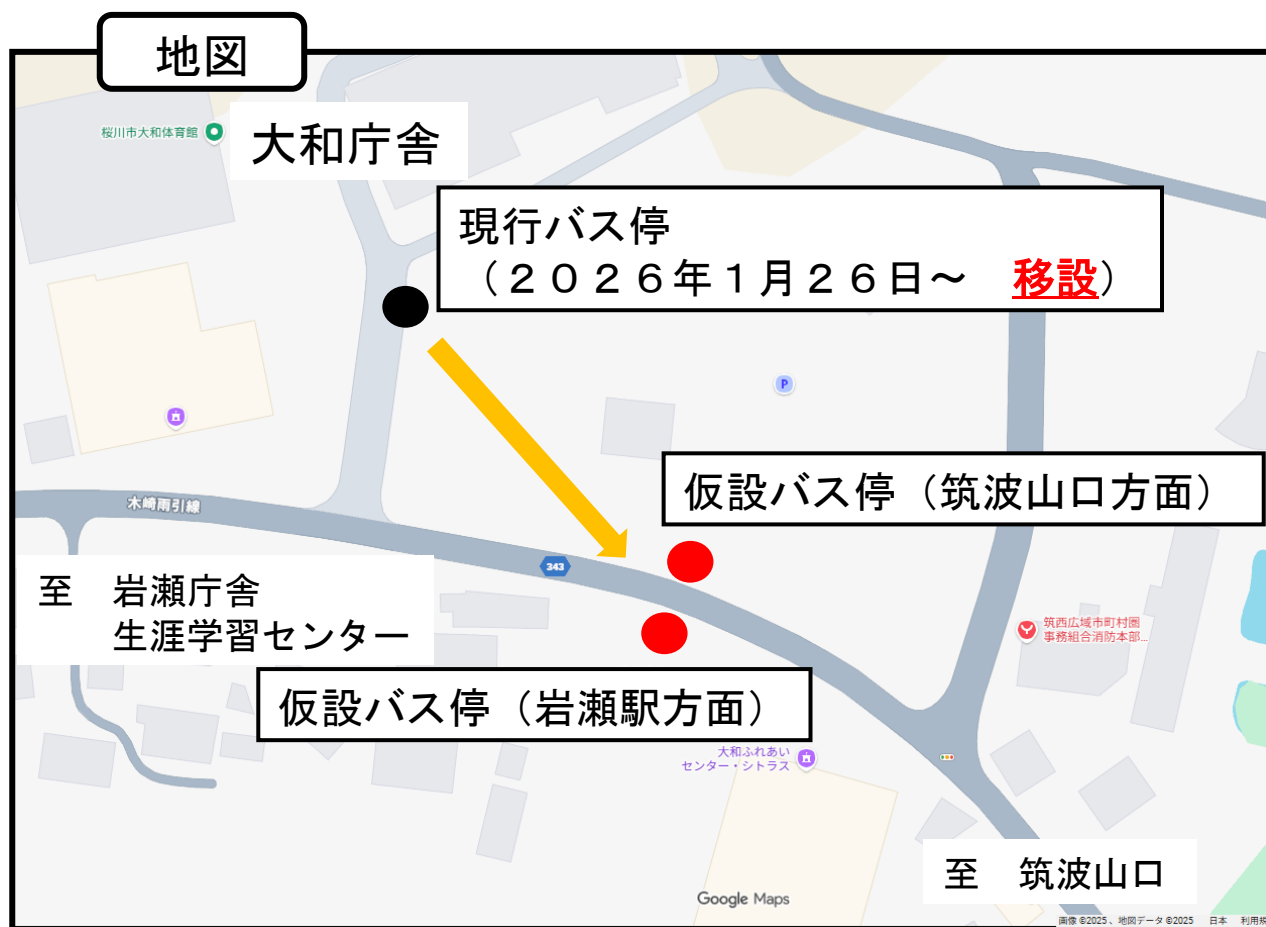 地図
桜川市大和体育館
大和庁舎
現行バス停
（２０２６年１月２６日～　移設）
P
仮設バス停（筑波山口方面）
木崎雨引線
343
至　岩瀬庁舎
生涯学習センター
筑西広域市町村圏
事務組合消防本部...
仮設バス停（岩瀬駅方面）
大和ふれあい
センター・シトラス
至　筑波山口
Google Maps
画像 ©2025、地図データ ©2025　日本　利用規